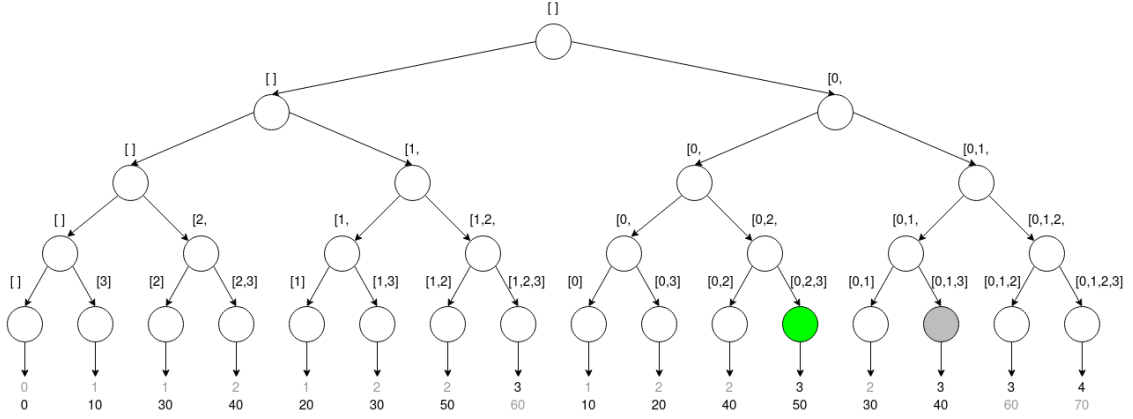 [ ]
[ ] [0,
[ ] [1, [0, [0,1,
[ ] [2, [1, [1,2, [0, [0,2, [0,1, [0,1,2,
[ ] [3] [2] [2,3] [1] [1,3] [1,2] [1,2,3] [0] [0,3] [0,2] [0,2,3] [0,1] [0,1,3] [0,1,2] [0,1,2,3]
0 1 1 2 1 2 2 3 1 2 2 3 2 3 3 4
0 10 30 40 20 30 50 60 10 20 40 50 30 40 60 70